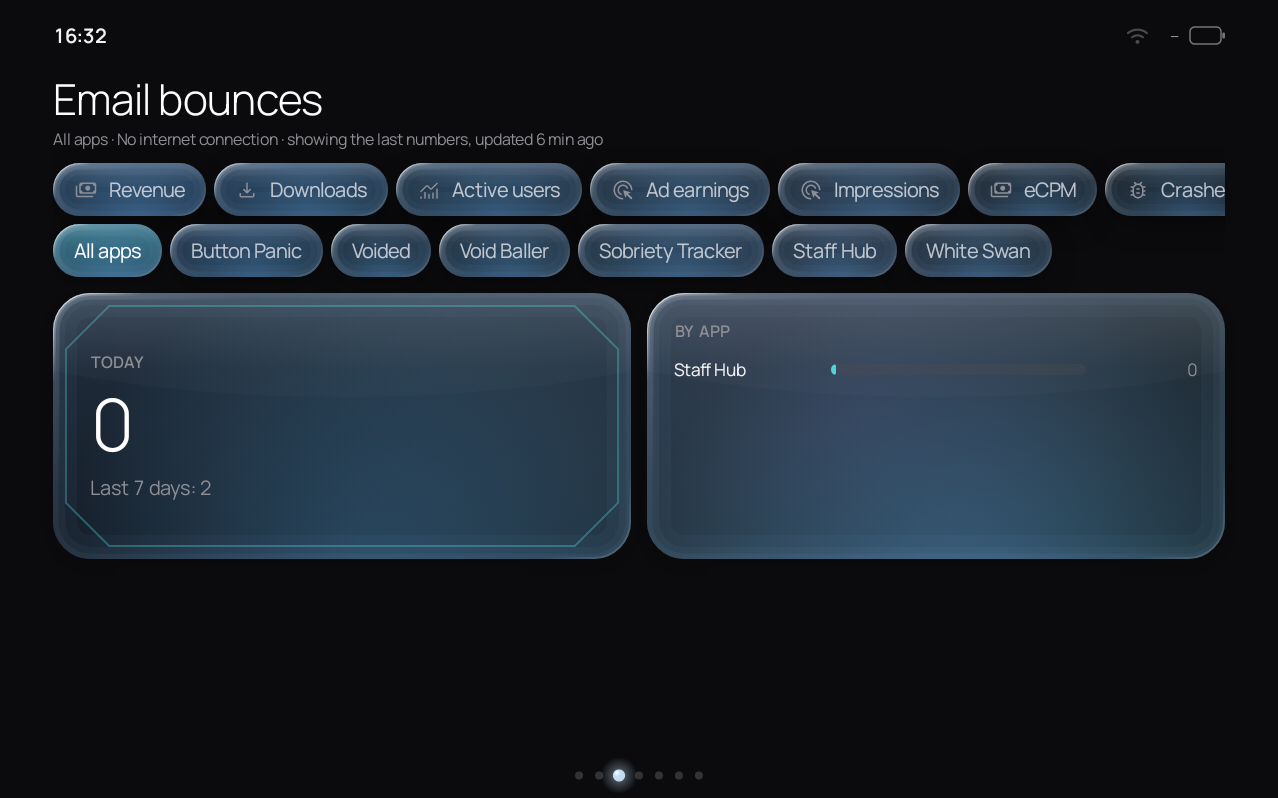 16:32
Email bounces
All apps · No internet connection · showing the last numbers, updated 6 min ago
Revenue Downloads Active users Ad earnings Impressions eCPM Crashe
All apps Button Panic Voided Void Baller Sobriety Tracker Staff Hub White Swan
TODAY
0
Last 7 days: 2
BY APP
Staff Hub 0